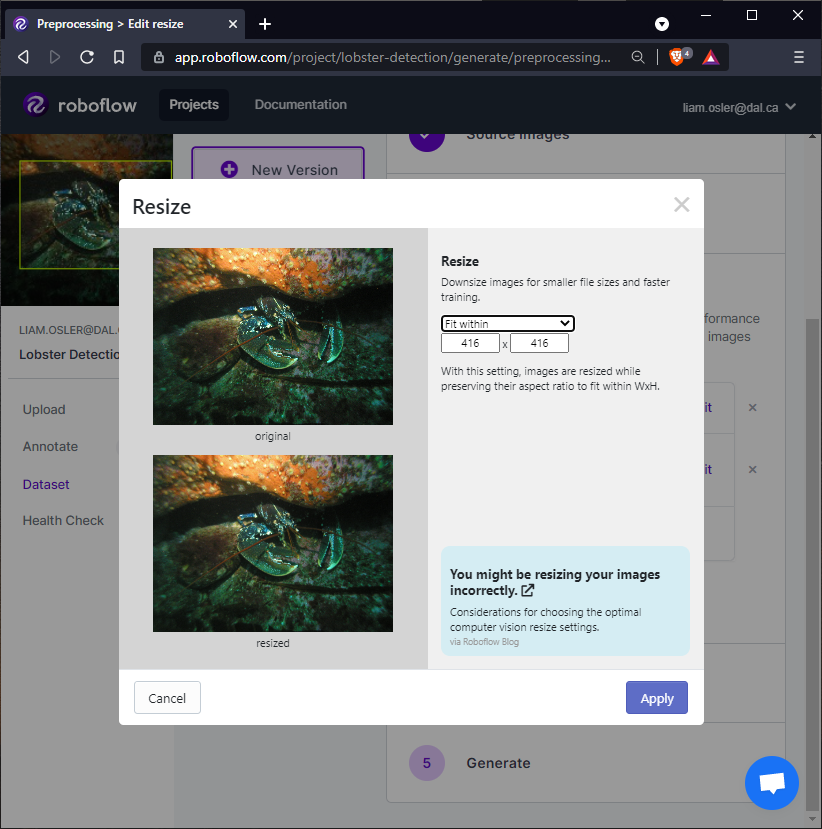 Preprocessing > Edit resize
app.roboflow.com/project/lobster-detection/generate/preprocessing...
4
roboflow
Projects
Documentation
liam.osler@dal.ca
Source Images
New Version
Resize
Resize
Downsize images for smaller file sizes and faster
training.
Fit within
416 x 416
With this setting, images are resized while
preserving their aspect ratio to fit within WxH.
original
resized
You might be resizing your images
incorrectly.
Considerations for choosing the optimal
computer vision resize settings.
via Roboflow Blog
Cancel
Apply
LIAM.OSLER@DAL.
Lobster Detectio
Upload
Annotate
Dataset
Health Check
formance
images
it
it
5
Generate